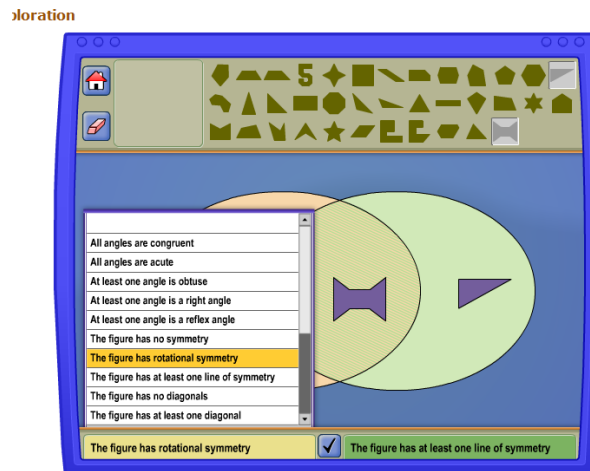 oloration
All angles are congruent
All angles are acute
At least one angle is obtuse
At least one angle is a right angle
At least one angle is a reflex angle
The figure has no symmetry
The figure has rotational symmetry
The figure has at least one line of symmetry
The figure has no diagonals
The figure has at least one diagonal
The figure has rotational symmetry
The figure has at least one line of symmetry